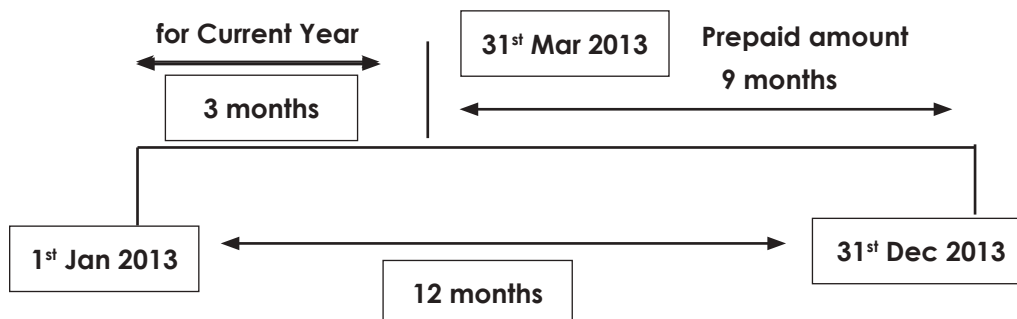 for Current Year
3 months
31st Mar 2013
Prepaid amount
9 months
1st Jan 2013
12 months
31st Dec 2013